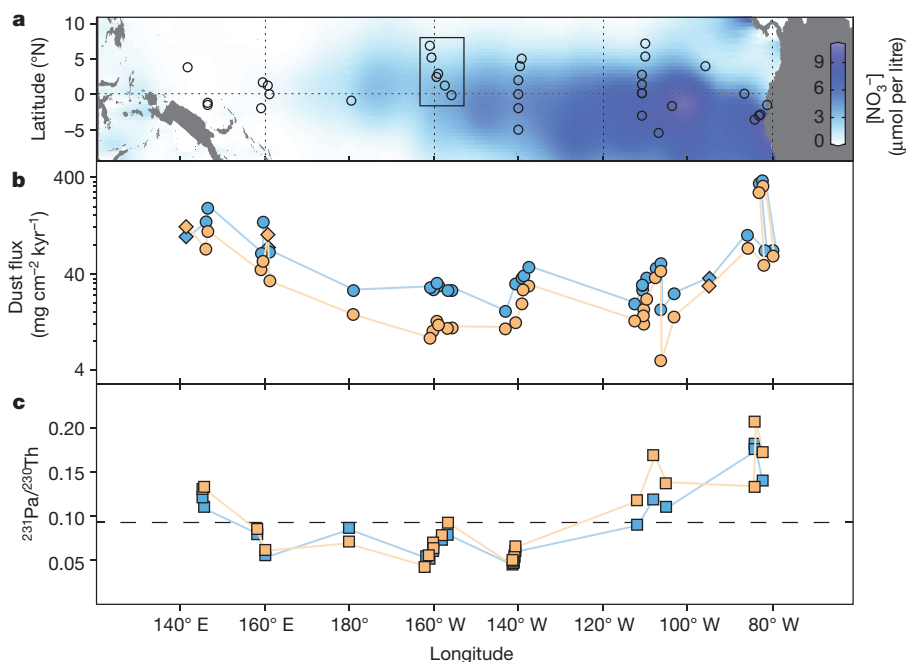 a
Latitude (°N)
10
5
0
−5
9
6
3
0
[NO₃⁻]
(µmol per litre)
b
Dust flux
(mg cm⁻² kyr⁻¹)
400
40
4
c
²³¹Pa/²³⁰Th
0.20
0.15
0.10
0.05
140° E 160° E 180° 160° W 140° W 120° W 100° W 80° W
Longitude